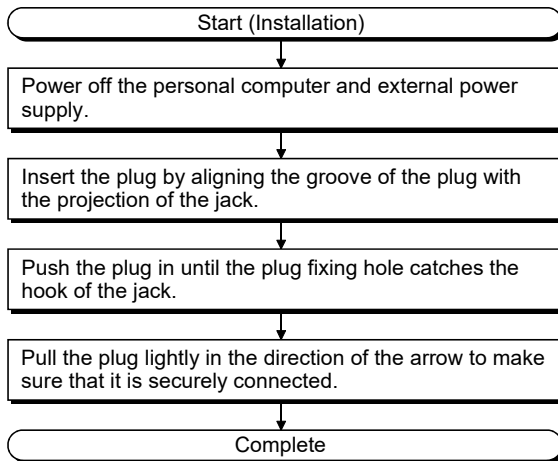 Start (Installation)
Power off the personal computer and external power
supply.
Insert the plug by aligning the groove of the plug with
the projection of the jack.
Push the plug in until the plug fixing hole catches the
hook of the jack.
Pull the plug lightly in the direction of the arrow to make
sure that it is securely connected.
Complete